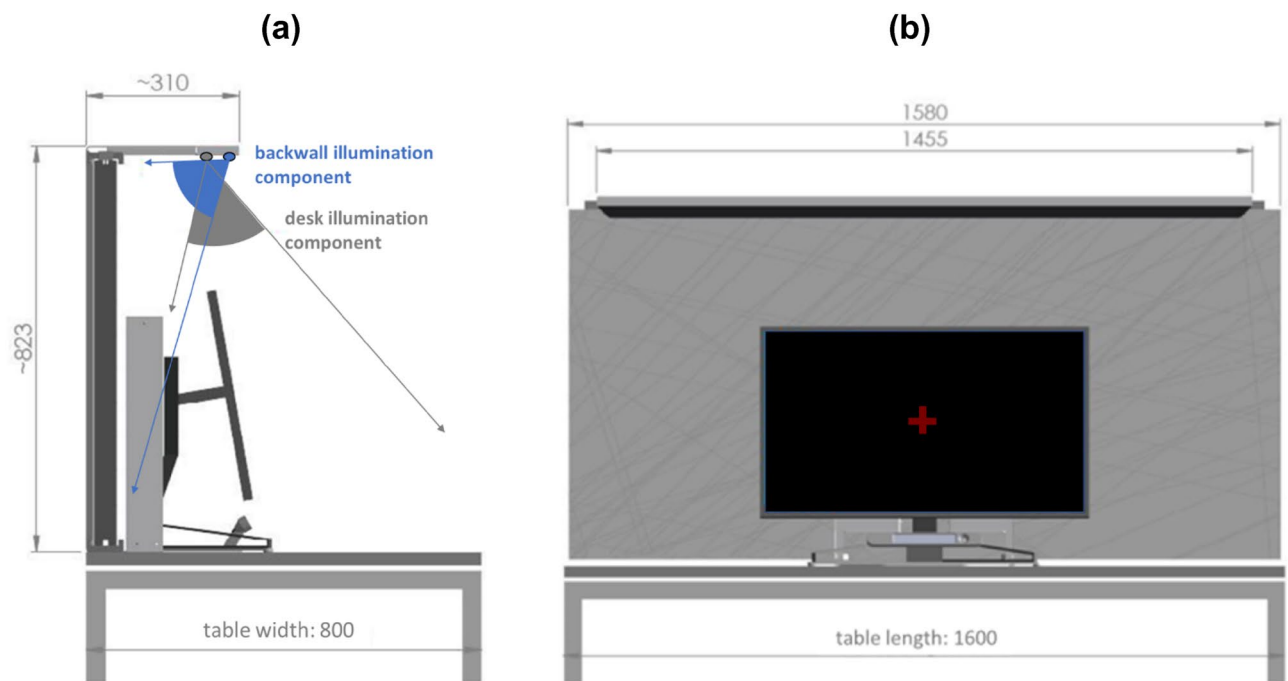 (a)
(b)
~310
1580
1455
backwall illumination
component
desk illumination
component
~823
table width: 800
table length: 1600